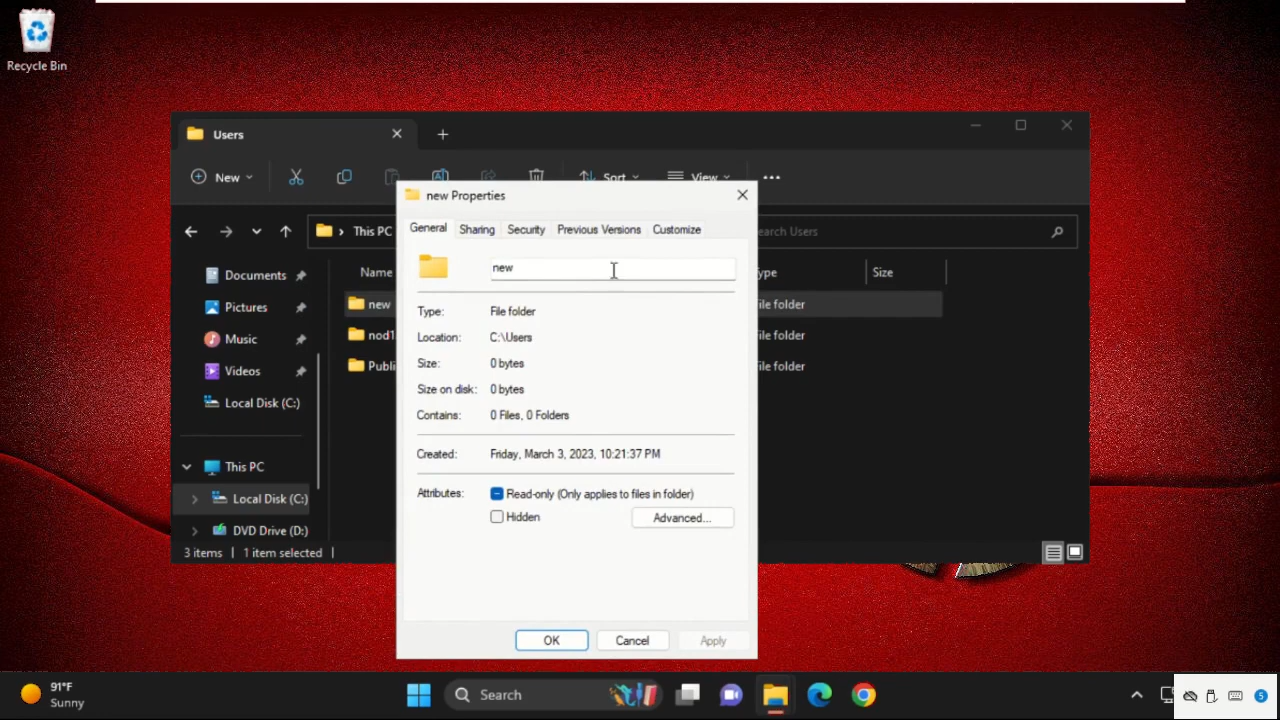 Recycle Bin
Users
New
Sort
View
new Properties
General Sharing Security Previous Versions Customize
This PC
earch Users
Name
ype
Size
Documents
Pictures
Music
Videos
Local Disk (C:)
This PC
Local Disk (C:)
DVD Drive (D:)
new
nod1
Publi
ile folder
ile folder
ile folder
new
Type: File folder
Location: C:\Users
Size: 0 bytes
Size on disk: 0 bytes
Contains: 0 Files, 0 Folders
Created: Friday, March 3, 2023, 10:21:37 PM
Attributes: Read-only (Only applies to files in folder)
Hidden
Advanced...
3 items
1 item selected
OK Cancel Apply
91°F
Sunny
Search
5